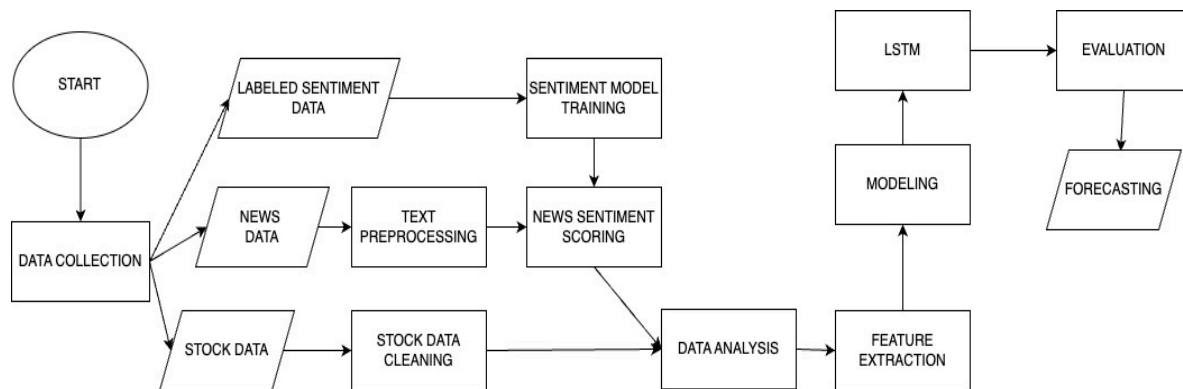 START
DATA COLLECTION
LABELED SENTIMENT
DATA
SENTIMENT MODEL
TRAINING
NEWS
DATA
TEXT
PREPROCESSING
NEWS SENTIMENT
SCORING
STOCK DATA
STOCK DATA
CLEANING
DATA ANALYSIS
FEATURE
EXTRACTION
MODELING
LSTM
EVALUATION
FORECASTING